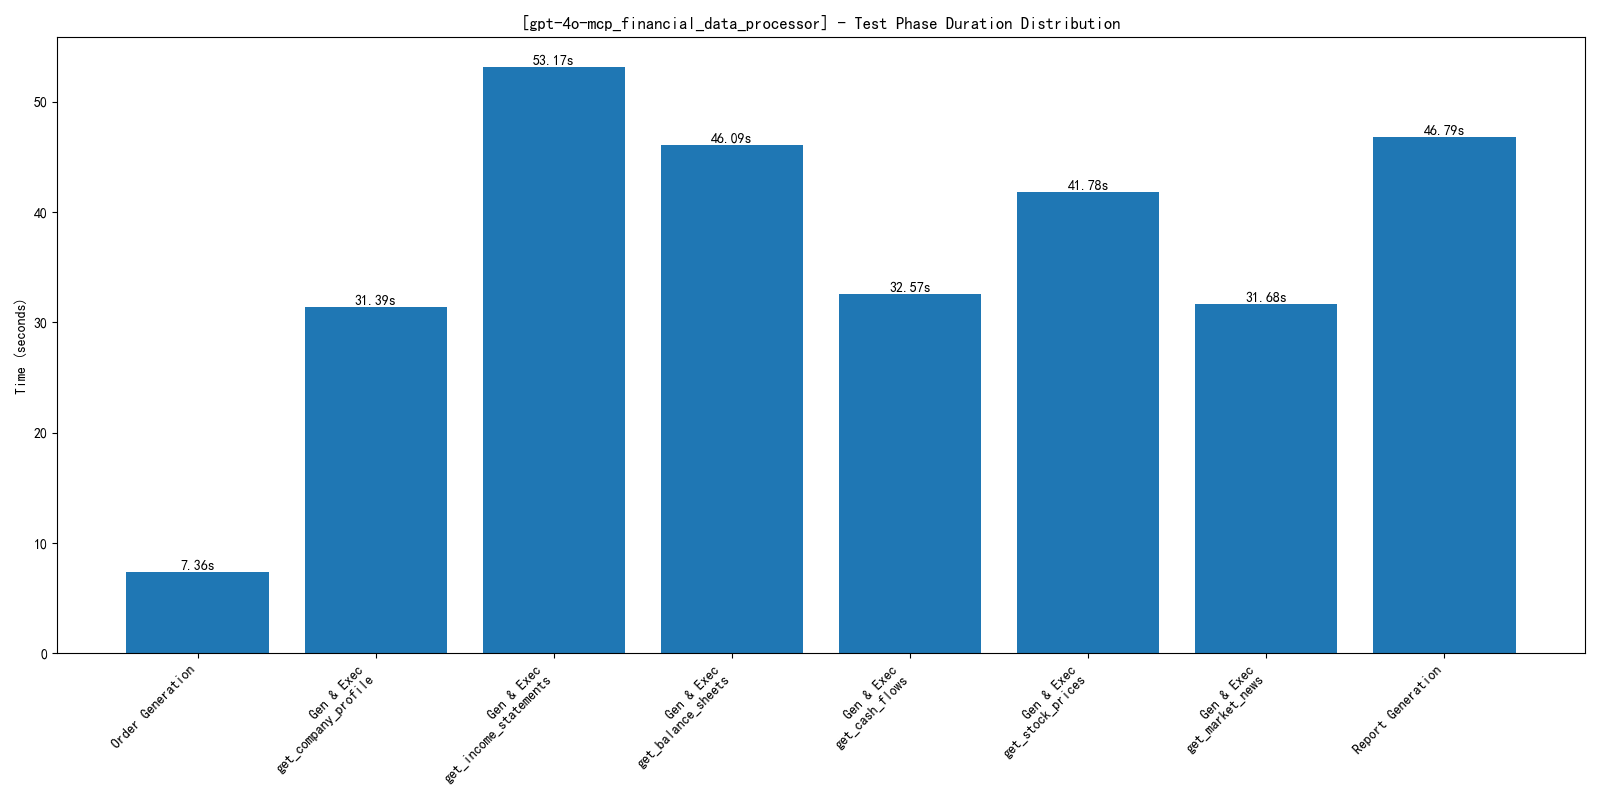 [gpt-4o-mcp_financial_data_processor] - Test Phase Duration Distribution
Time (seconds)
50
40
30
20
10
0
7.36s
31.39s
53.17s
46.09s
32.57s
41.78s
31.68s
46.79s
Order Generation
Gen & Exec
get_company_profile
Gen & Exec
get_income_statements
Gen & Exec
get_balance_sheets
Gen & Exec
get_cash_flows
Gen & Exec
get_stock_prices
Gen & Exec
get_market_news
Report Generation